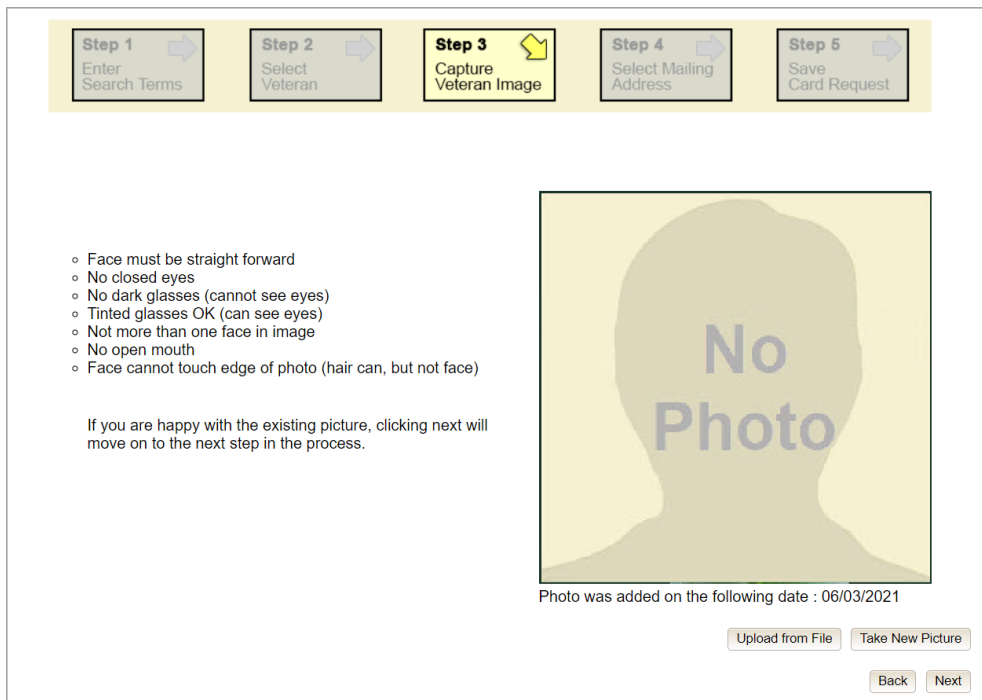 Step 1
Enter
Search Terms
Step 2
Select
Veteran
Step 3
Capture
Veteran Image
Step 4
Select Mailing
Address
Step 5
Save
Card Request
Face must be straight forward
No closed eyes
No dark glasses (cannot see eyes)
Tinted glasses OK (can see eyes)
Not more than one face in image
No open mouth
Face cannot touch edge of photo (hair can, but not face)
If you are happy with the existing picture, clicking next will
move on to the next step in the process.
No
Photo
Photo was added on the following date : 06/03/2021
Upload from File
Take New Picture
Back
Next